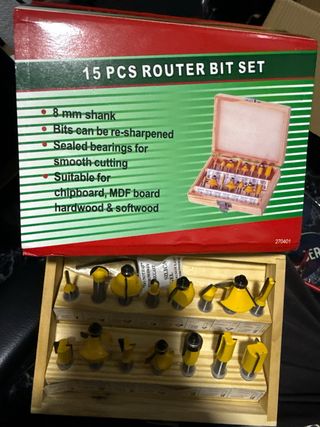 15 PCS ROUTER BIT SET
• 8 mm shank
• Bits can be re-sharpened
• Sealed bearings for
smooth cutting
• Suitable for
chipboard, MDF board
hardwood & softwood
270401